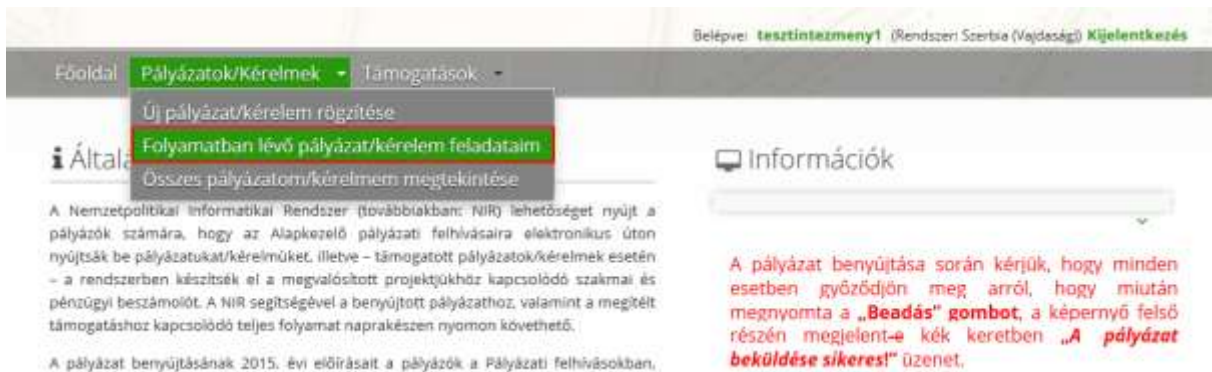 Belépve: tesztintezmeny1 (Rendszer: Szerbia (Vajdaság)) Kijelentkezés
Főoldal Pályázatok/Kérelmek Támogatások
Új pályázat/kérelem rögzítése
Folyamatban lévő pályázat/kérelem feladataim
Összes pályázatom/kérelmem megtekintése
Által
A Nemzetpolitikai Informatikai Rendszer (továbbiakban: NIR) lehetőséget nyújt a
pályázók számára, hogy az Alapkezelő pályázati felhívásaira elektronikus úton
nyújtsák be pályázatukat/kérelmüket, illetve – támogatott pályázatok/kérelmek esetén
– a rendszerben készítsék el a megvalósított projektjükhöz kapcsolódó szakmai és
pénzügyi beszámolót. A NIR segítségével a benyújtott pályázathoz, valamint a megítélt
támogatáshoz kapcsolódó teljes folyamat naprakészen nyomon követhető.
A pályázat benyújtásának 2015. évi előírásait a pályázók a Pályázati felhívásokban,
Információk
A pályázat benyújtása során kérjük, hogy minden
esetben győződjön meg arról, hogy miután
megnyomta a „Beadás" gombot, a képernyő felső
részén megjelent-e kék keretben „A pályázat
beküldése sikeres!" üzenet.